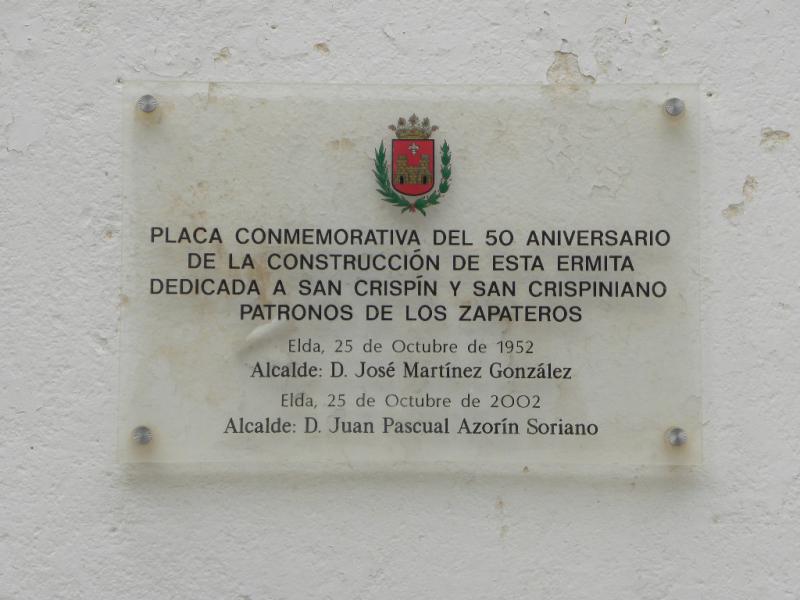 PLACA CONMEMORATIVA DEL 50 ANIVERSARIO
DE LA CONSTRUCCIÓN DE ESTA ERMITA
DEDICADA A SAN CRISPÍN Y SAN CRISPINIANO
PATRONOS DE LOS ZAPATEROS
Elda, 25 de Octubre de 1952
Alcalde: D. José Martínez González
Elda, 25 de Octubre de 2002
Alcalde: D. Juan Pascual Azorín Soriano